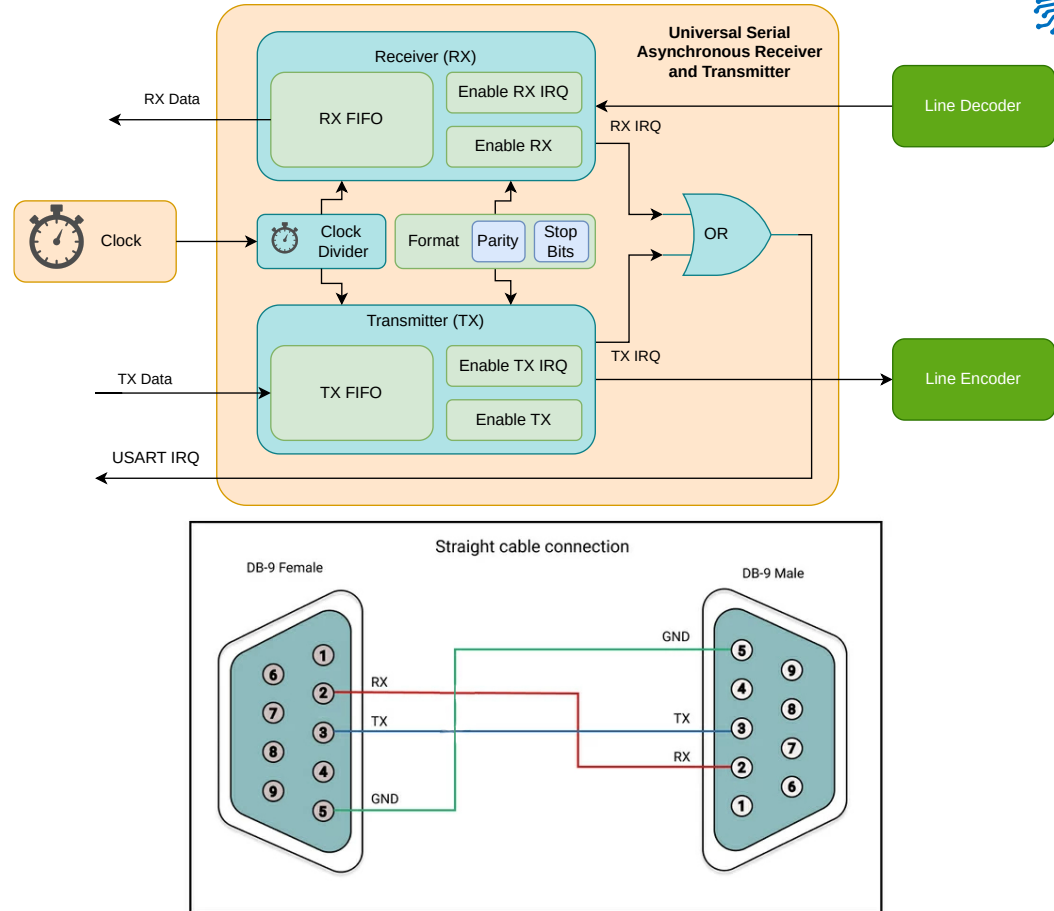 Universal Serial
Asynchronous Receiver
and Transmitter
Receiver (RX)
RX FIFO
Enable RX IRQ
Enable RX
RX Data
RX IRQ
Line Decoder
Clock
Clock
Divider
Format
Parity
Stop
Bits
OR
Transmitter (TX)
TX FIFO
Enable TX IRQ
Enable TX
TX IRQ
TX Data
Line Encoder
USART IRQ
Straight cable connection
DB-9 Female
DB-9 Male
1
6
2
7
3
8
4
9
5
RX
TX
GND
GND
TX
RX
5
9
4
8
3
7
2
6
1